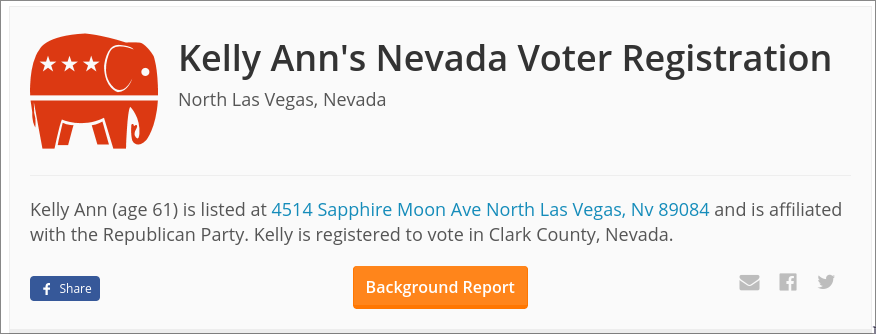 Kelly Ann's Nevada Voter Registration
North Las Vegas, Nevada
Kelly Ann (age 61) is listed at 4514 Sapphire Moon Ave North Las Vegas, Nv 89084 and is affiliated
with the Republican Party. Kelly is registered to vote in Clark County, Nevada.
Share
Background Report